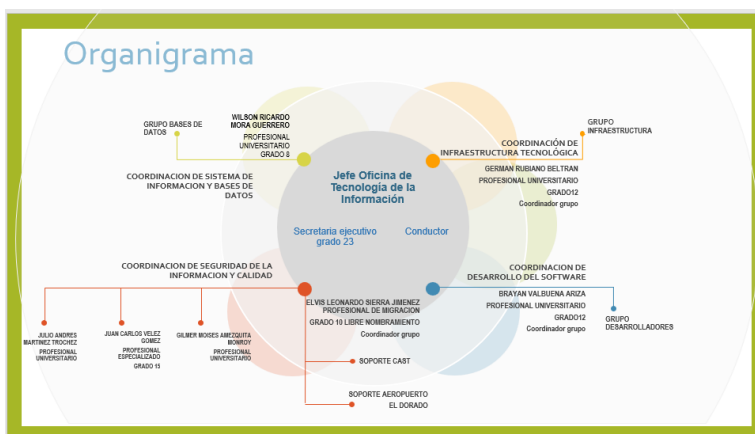 Organigrama
GRUPO BASES DE
DATOS
WILSON RICARDO
MORA GUERRERO
PROFESIONAL
UNIVERSITARIO
GRADO 8
COORDINACION DE SISTEMA DE
INFORMACION Y BASES DE
DATOS
GRUPO
INFRAESTRUCTURA
COORDINACIÓN DE
INFRAESTRUCTURA TECNOLÓGICA
GERMAN RUBIANO BELTRAN
PROFESIONAL UNIVERSITARIO
GRADO12
Coordinador grupo
Jefe Oficina de
Tecnología de la
Información
Secretaria ejecutivo
grado 23
Conductor
COORDINACION DE SEGURIDAD DE LA
INFORMACION Y CALIDAD
ELVIS LEONARDO SIERRA JIMENEZ
PROFESIONAL DE MIGRACION
GRADO 10 LIBRE NOMBRAMIENTO
Coordinador grupo
COORDINACION DE
DESARROLLO DEL SOFTWARE
BRAYAN VALBUENA ARIZA
PROFESIONAL UNIVERSITARIO
GRADO12
Coordinador grupo
GRUPO
DESARROLLADORES
JULIO ANDRES
MARTINEZ TROCHEZ
PROFESIONAL
UNIVERSITARIO
JUAN CARLOS VELEZ
GOMEZ
PROFESIONAL
ESPECIALIZADO
GRADO 15
GILMER MOISES AMEZQUITA
MONROY
PROFESIONAL
UNIVERSITARIO
SOPORTE CAST
SOPORTE AEROPUERTO
EL DORADO